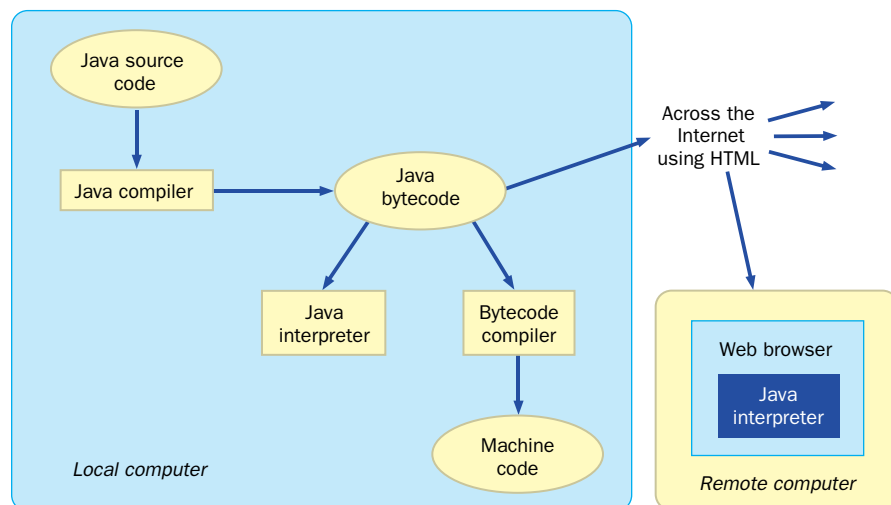 Java source
code
Java compiler
Java
bytecode
Across the
Internet
using HTML
Java
interpreter
Bytecode
compiler
Machine
code
Local computer
Web browser
Java
interpreter
Remote computer